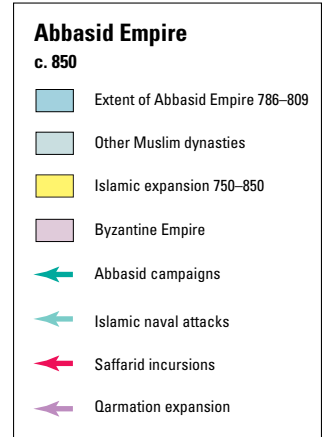 Abbasid Empire
c. 850
Extent of Abbasid Empire 786–809
Other Muslim dynasties
Islamic expansion 750–850
Byzantine Empire
Abbasid campaigns
Islamic naval attacks
Saffarid incursions
Qarmation expansion